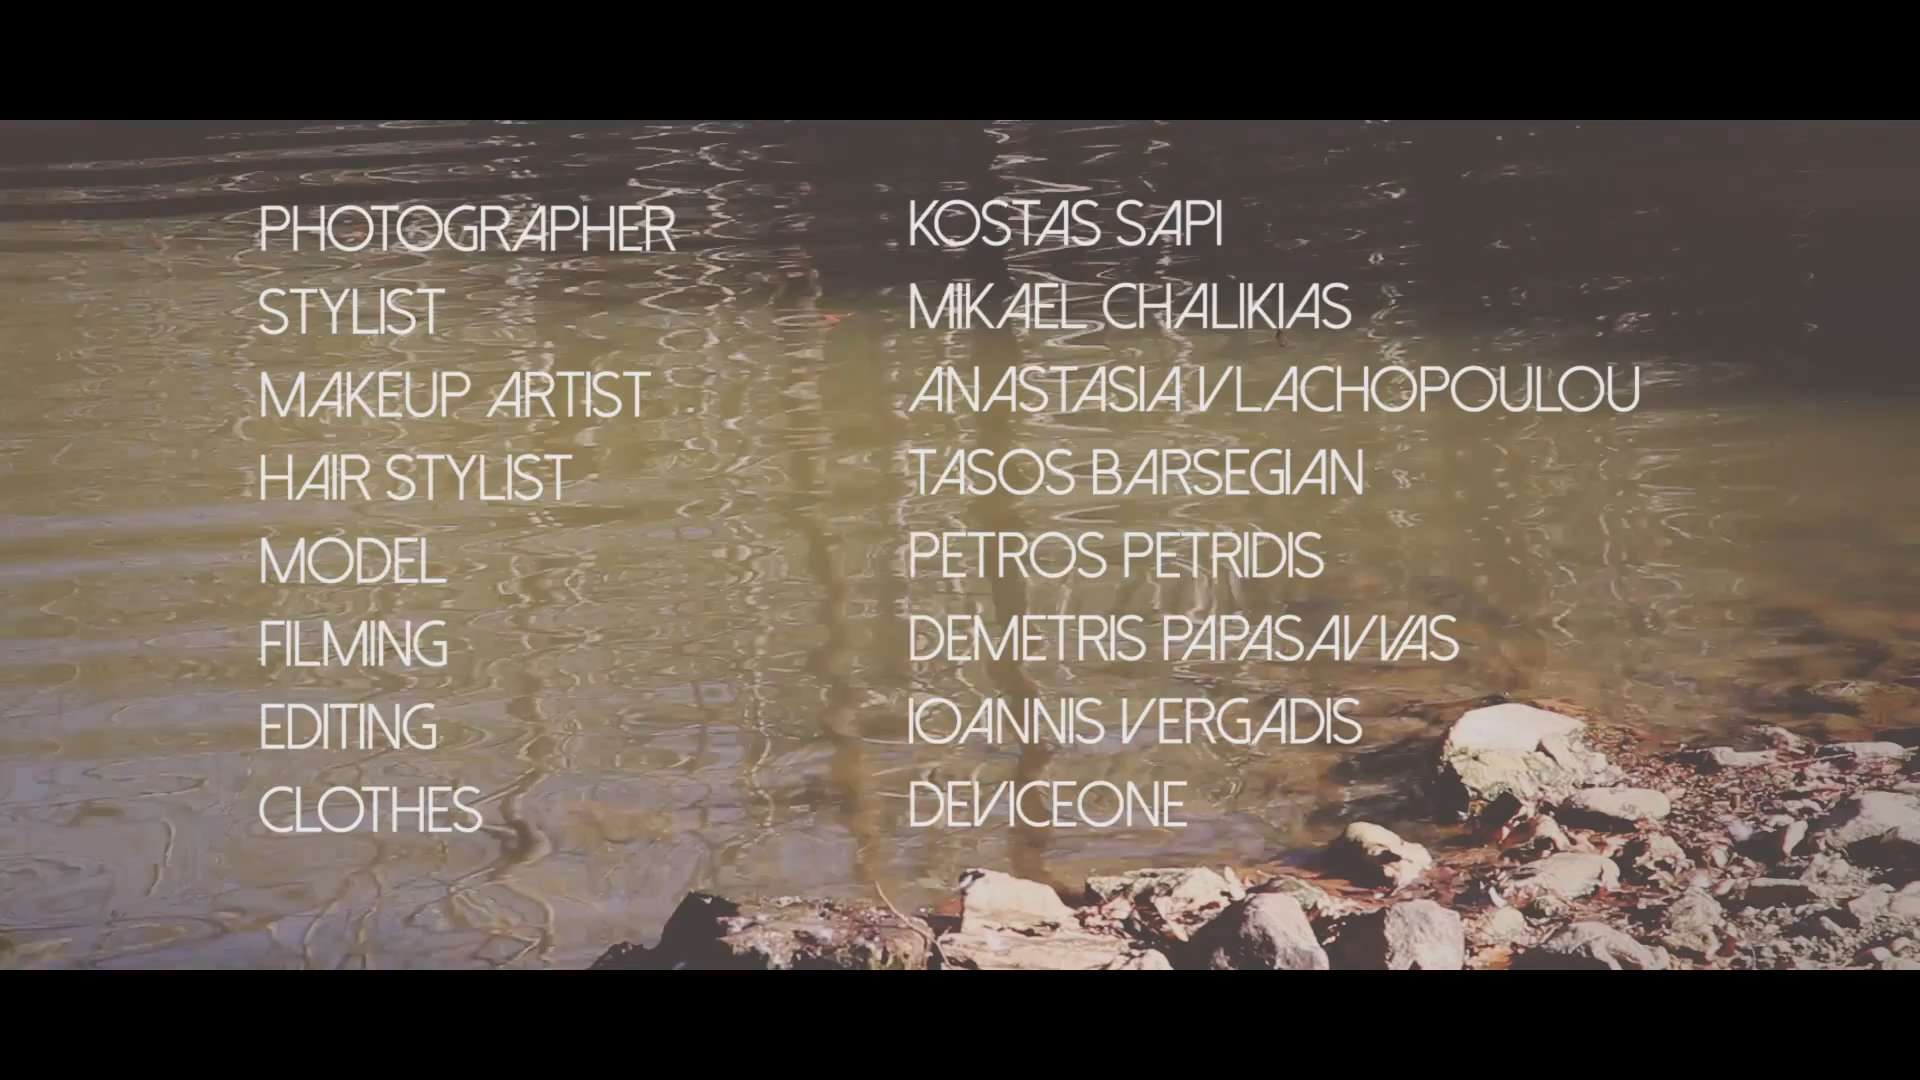 PHOTOGRAPHER KOSTAS SAPI
STYLIST MIKAEL CHALIKIAS
MAKEUP ARTIST ANASTASIA VLACHOPOULOU
HAIR STYLIST TASOS BARSEGIAN
MODEL PETROS PETRIDIS
FILMING DEMETRIS PAPASAVVAS
EDITING IOANNIS VERGADIS
CLOTHES DEVICEONE